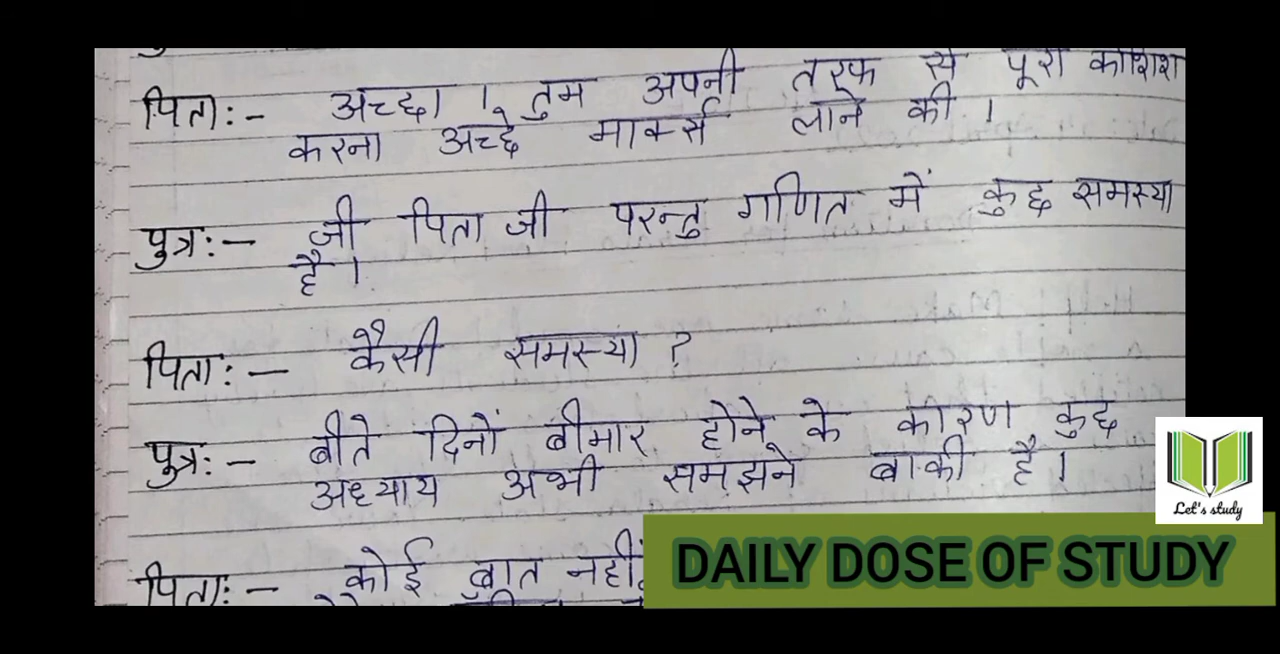 पिता:- अच्छा । तुम अपनी तरफ से पूरी कोशिश
करना अच्छे मार्क्स लाने की ।
पुत्र:- जी पिता जी परन्तु गणित में कुछ समस्या
है ।
पिता:- कैसी समस्या ?
पुत्र:- बीते दिनों बीमार होने के कारण कुछ
अध्याय अभी समझने बाकी है ।
पिता:- कोई बात नहीं
Let's study
DAILY DOSE OF STUDY